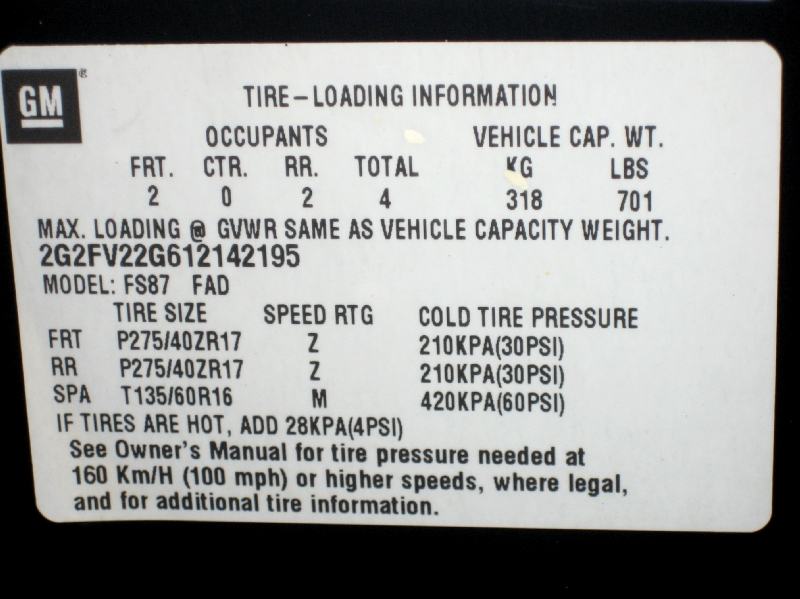 GM®
TIRE-LOADING INFORMATION
OCCUPANTS VEHICLE CAP. WT.
FRT. CTR. RR. TOTAL KG LBS
2 0 2 4 318 701
MAX. LOADING @ GVWR SAME AS VEHICLE CAPACITY WEIGHT.
2G2FV22G612142195
MODEL: FS87 FAD
TIRE SIZE SPEED RTG COLD TIRE PRESSURE
FRT P275/40ZR17 Z 210KPA(30PSI)
RR P275/40ZR17 Z 210KPA(30PSI)
SPA T135/60R16 M 420KPA(60PSI)
IF TIRES ARE HOT, ADD 28KPA(4PSI)
See Owner's Manual for tire pressure needed at
160 Km/H (100 mph) or higher speeds, where legal,
and for additional tire information.